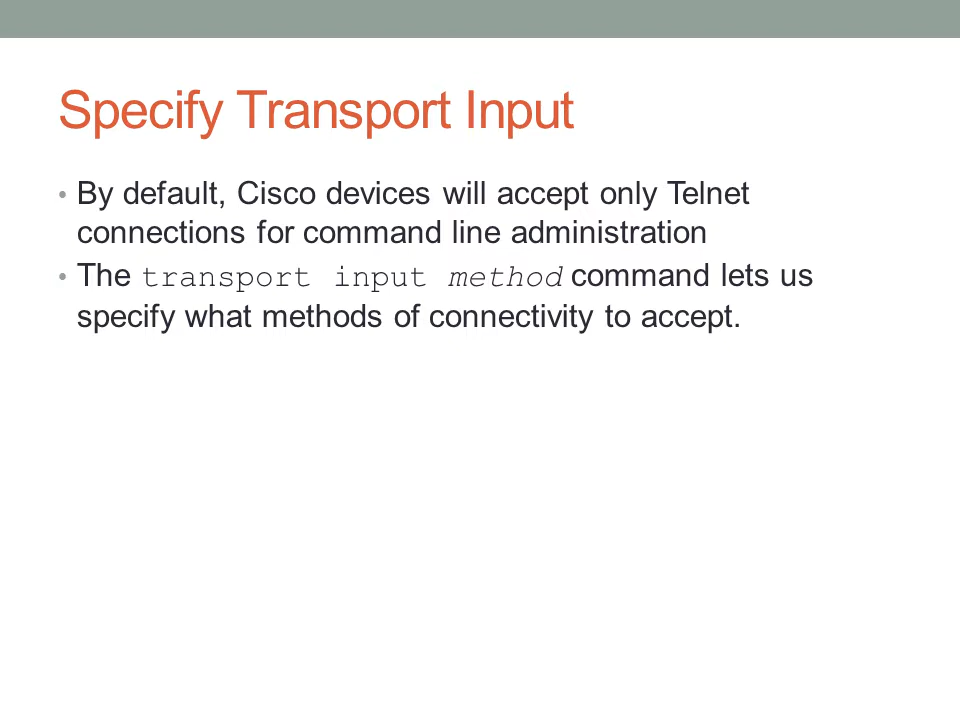 Specify Transport Input
• By default, Cisco devices will accept only Telnet
connections for command line administration
• The transport input method command lets us
specify what methods of connectivity to accept.